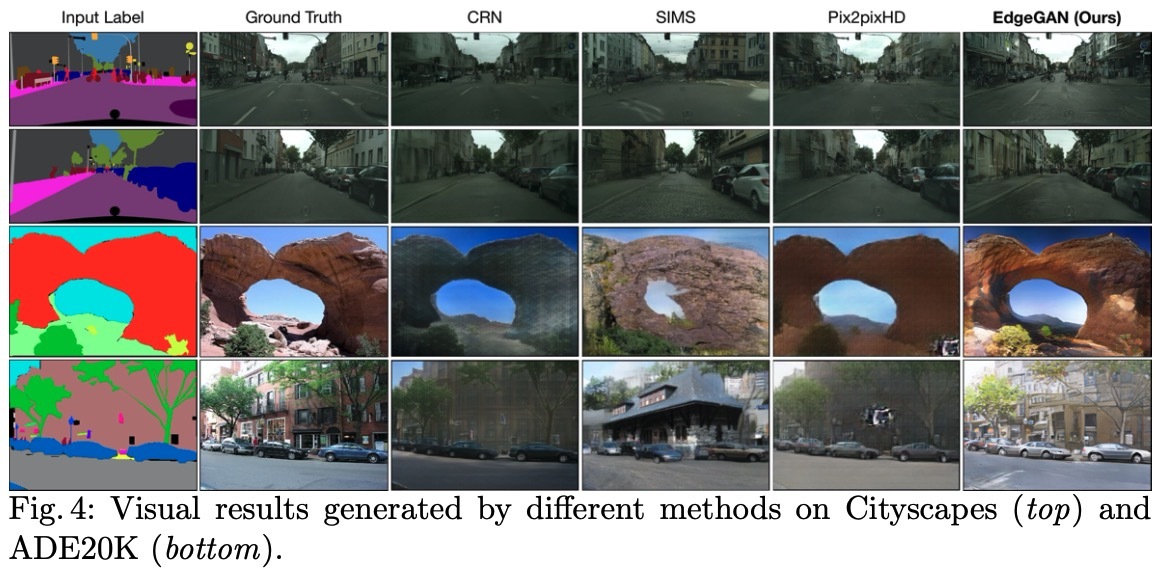 Input Label Ground Truth CRN SIMS Pix2pixHD EdgeGAN (Ours)
Fig. 4: Visual results generated by different methods on Cityscapes (top) and
ADE20K (bottom).